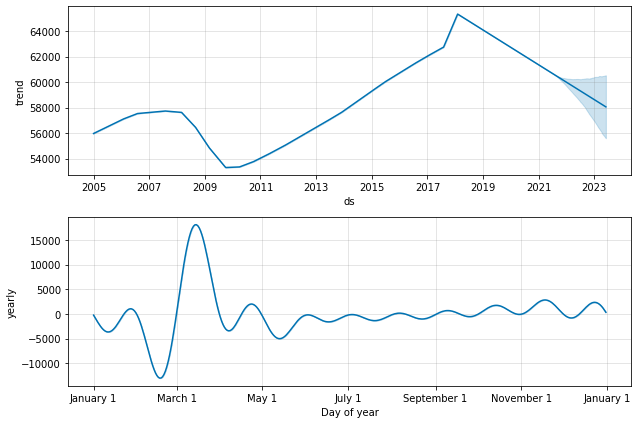 trend
64000
62000
60000
58000
56000
54000
2005 2007 2009 2011 2013 2015 2017 2019 2021 2023
ds
yearly
15000
10000
5000
0
−5000
−10000
January 1 March 1 May 1 July 1 September 1 November 1 January 1
Day of year